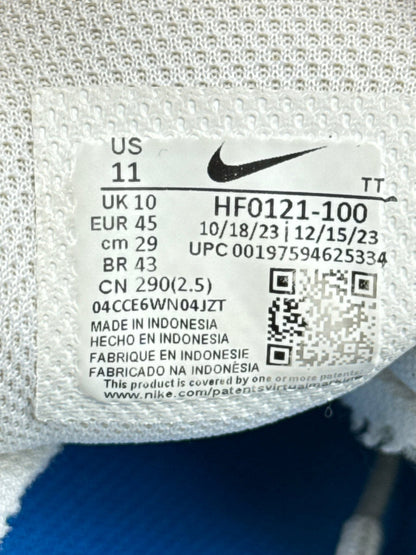 US
11
TT
UK 10
EUR 45
cm 29
BR 43
CN 290(2.5)
HF0121-100
10/18/23 | 12/15/23
UPC 00197594625334
04CCE6WN04JZT
MADE IN INDONESIA
HECHO EN INDONESIA
FABRIQUE EN INDONESIE
FABRICADO NA INDONÉSIA
This product is covered by one or more patents
www.nike.com/patentsvirtualmarking